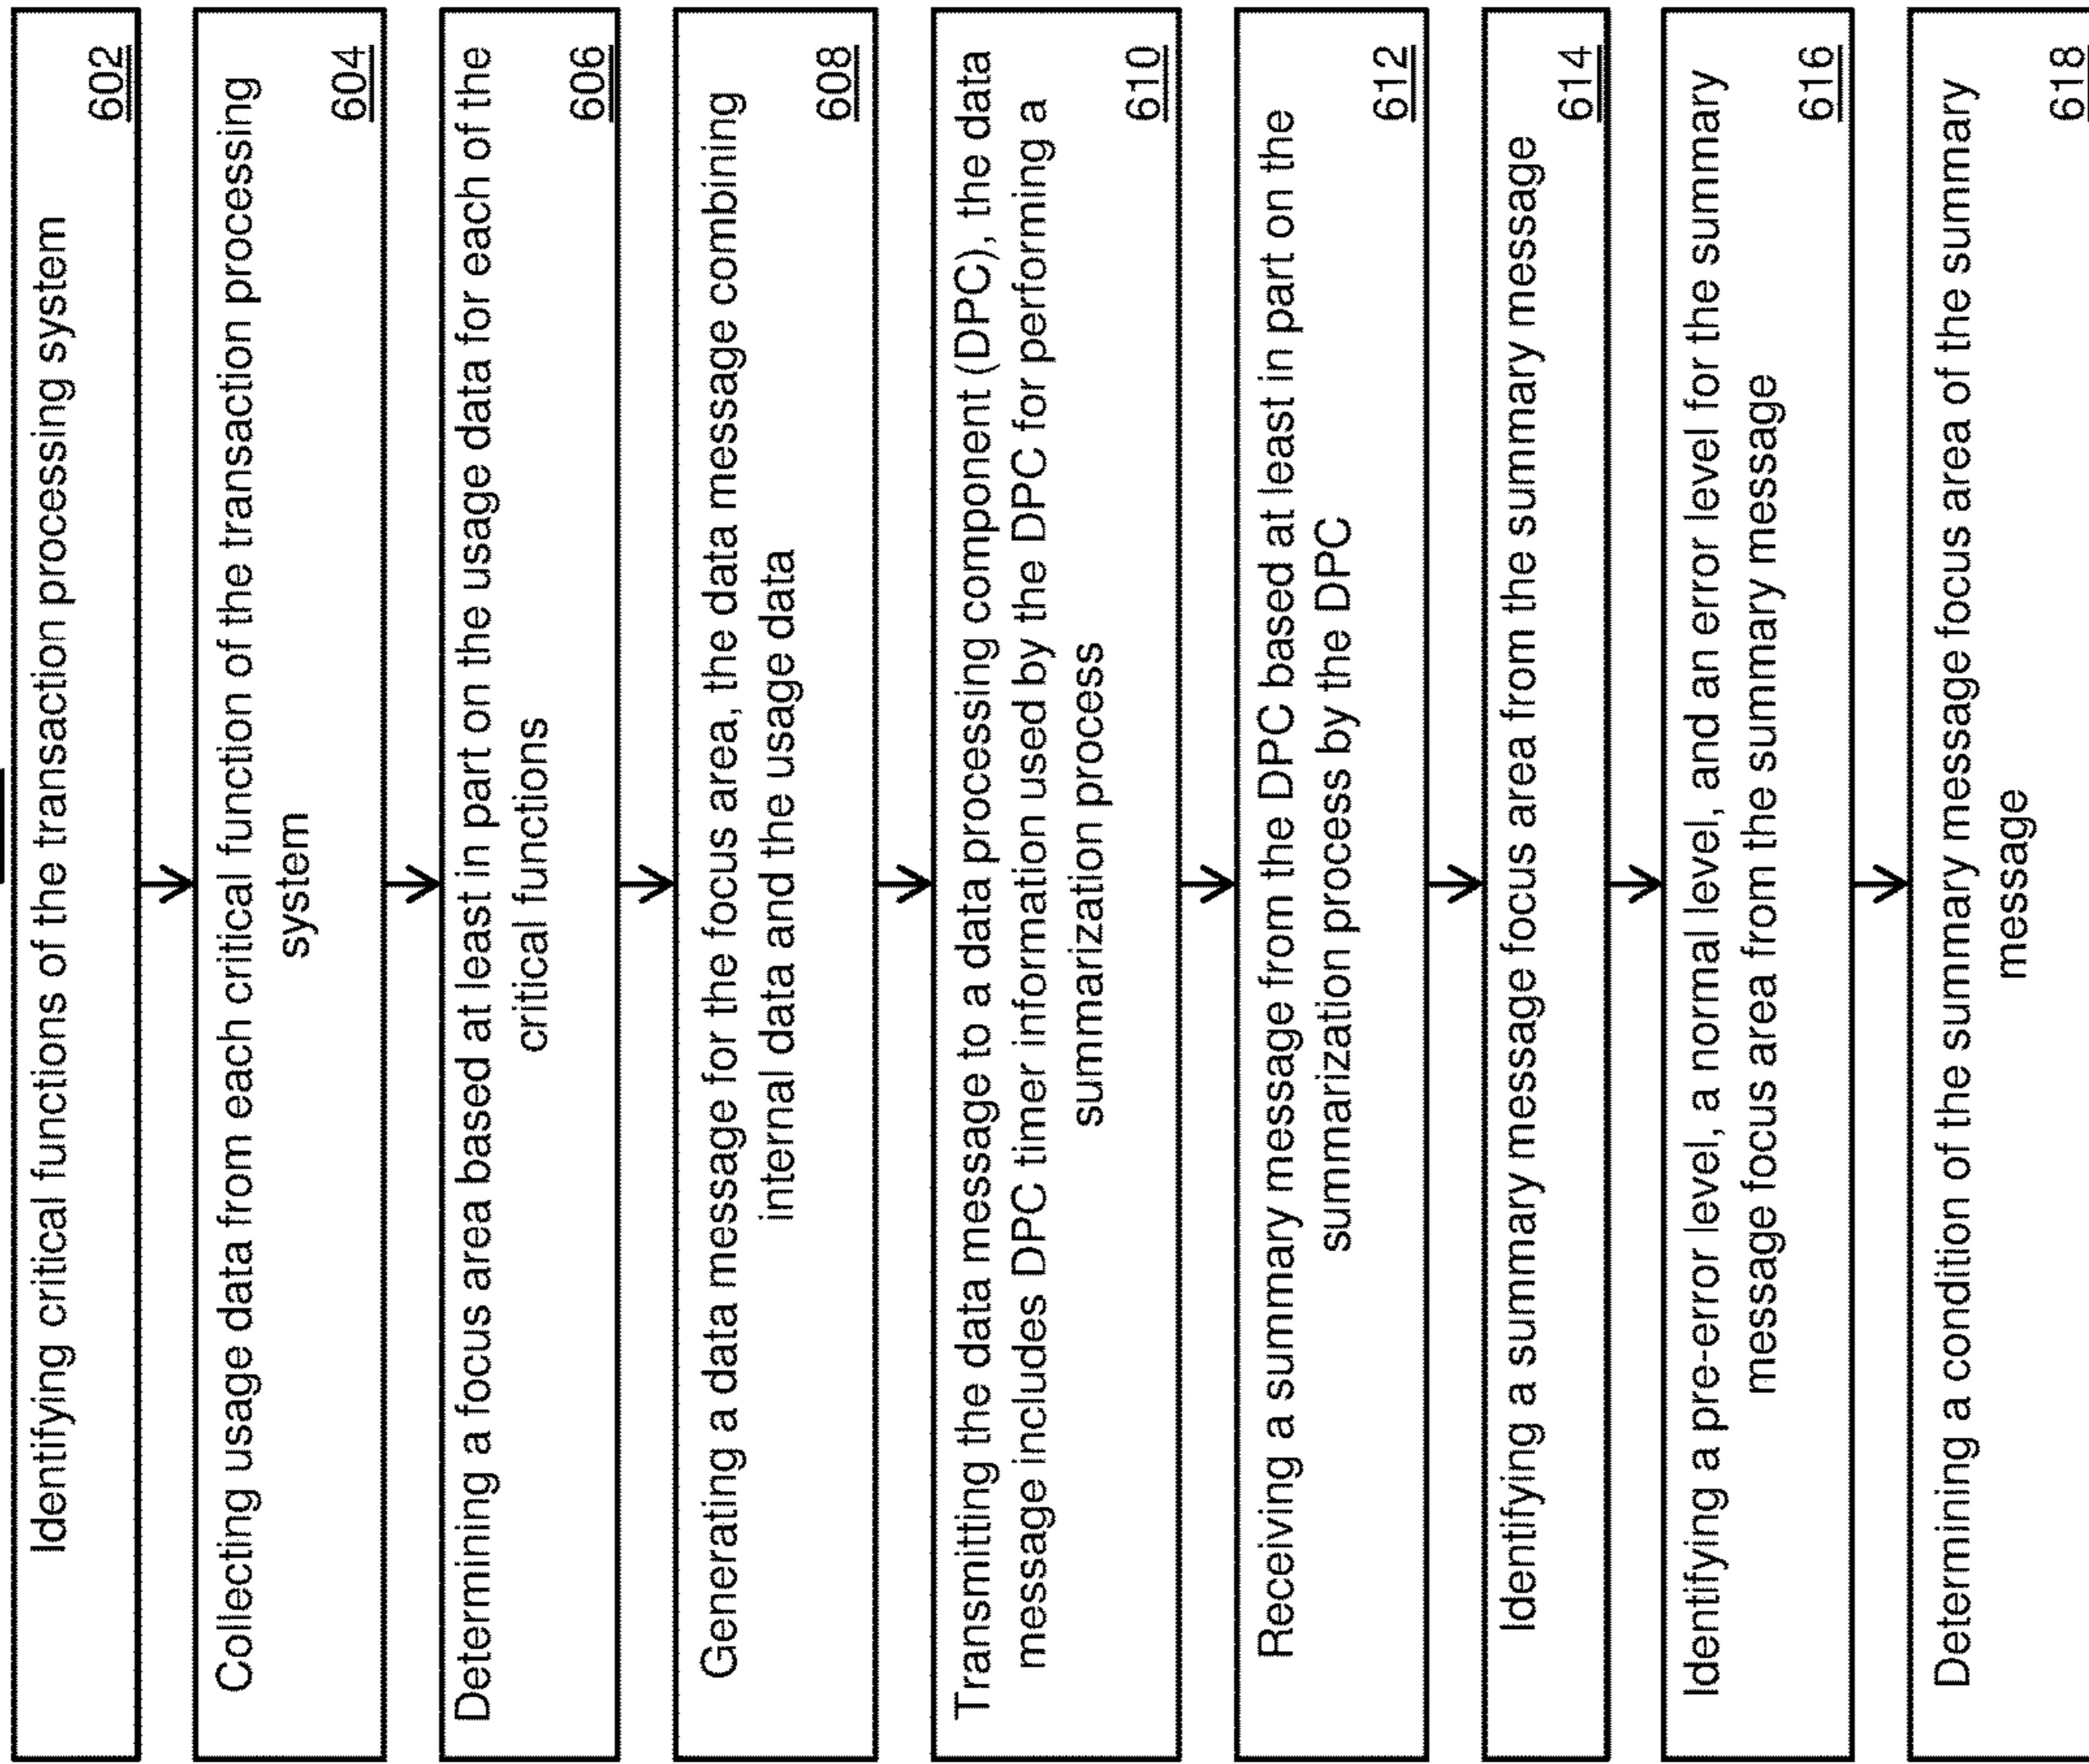 Identifying critical functions of the transaction processing system
602
Collecting usage data from each critical function of the transaction processing
system
604
Determining a focus area based at least in part on the usage data for each of the
critical functions
606
Generating a data message for the focus area, the data message combining
internal data and the usage data
608
Transmitting the data message to a data processing component (DPC), the data
message includes DPC timer information used by the DPC for performing a
summarization process
610
Receiving a summary message from the DPC based at least in part on the
summarization process by the DPC
612
Identifying a summary message focus area from the summary message
614
Identifying a pre-error level, a normal level, and an error level for the summary
message focus area from the summary message
616
Determining a condition of the summary message focus area of the summary
message
618